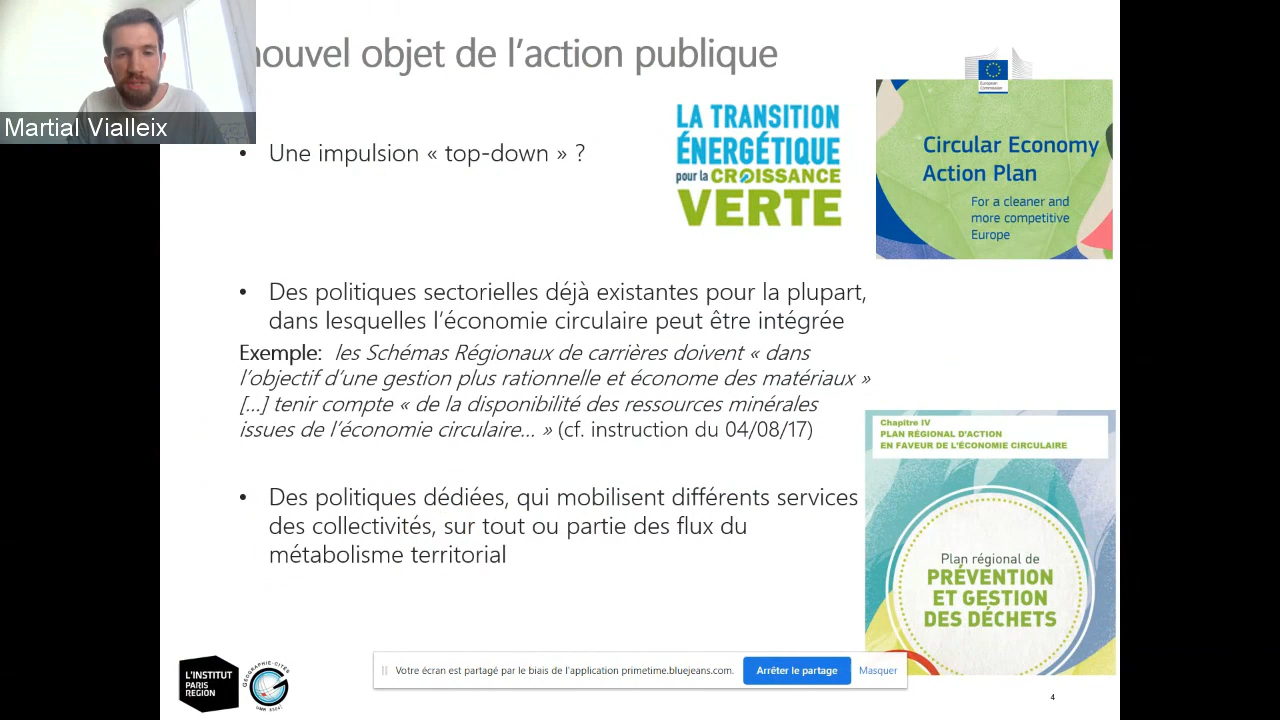 nouvel objet de l’action publique
Martial Vialleix
• Une impulsion « top-down » ?
LA TRANSITION
ÉNERGÉTIQUE
pour la CROISSANCE
VERTE
European
Commission
Circular Economy
Action Plan
For a cleaner and
more competitive
Europe
• Des politiques sectorielles déjà existantes pour la plupart,
dans lesquelles l’économie circulaire peut être intégrée
Exemple: les Schémas Régionaux de carrières doivent « dans
l’objectif d’une gestion plus rationnelle et économe des matériaux »
[…] tenir compte « de la disponibilité des ressources minérales
issues de l’économie circulaire… » (cf. instruction du 04/08/17)
• Des politiques dédiées, qui mobilisent différents services
des collectivités, sur tout ou partie des flux du
métabolisme territorial
Chapitre IV
PLAN RÉGIONAL D'ACTION
EN FAVEUR DE L'ÉCONOMIE CIRCULAIRE
Plan régional de
PRÉVENTION
ET GESTION
DES DÉCHETS
L'INSTITUT
PARIS
REGION
GÉOGRAPHIE-CITÉS
Votre écran est partagé par le biais de l'application primetime.bluejeans.com.
Arrêter le partage
Masquer
4